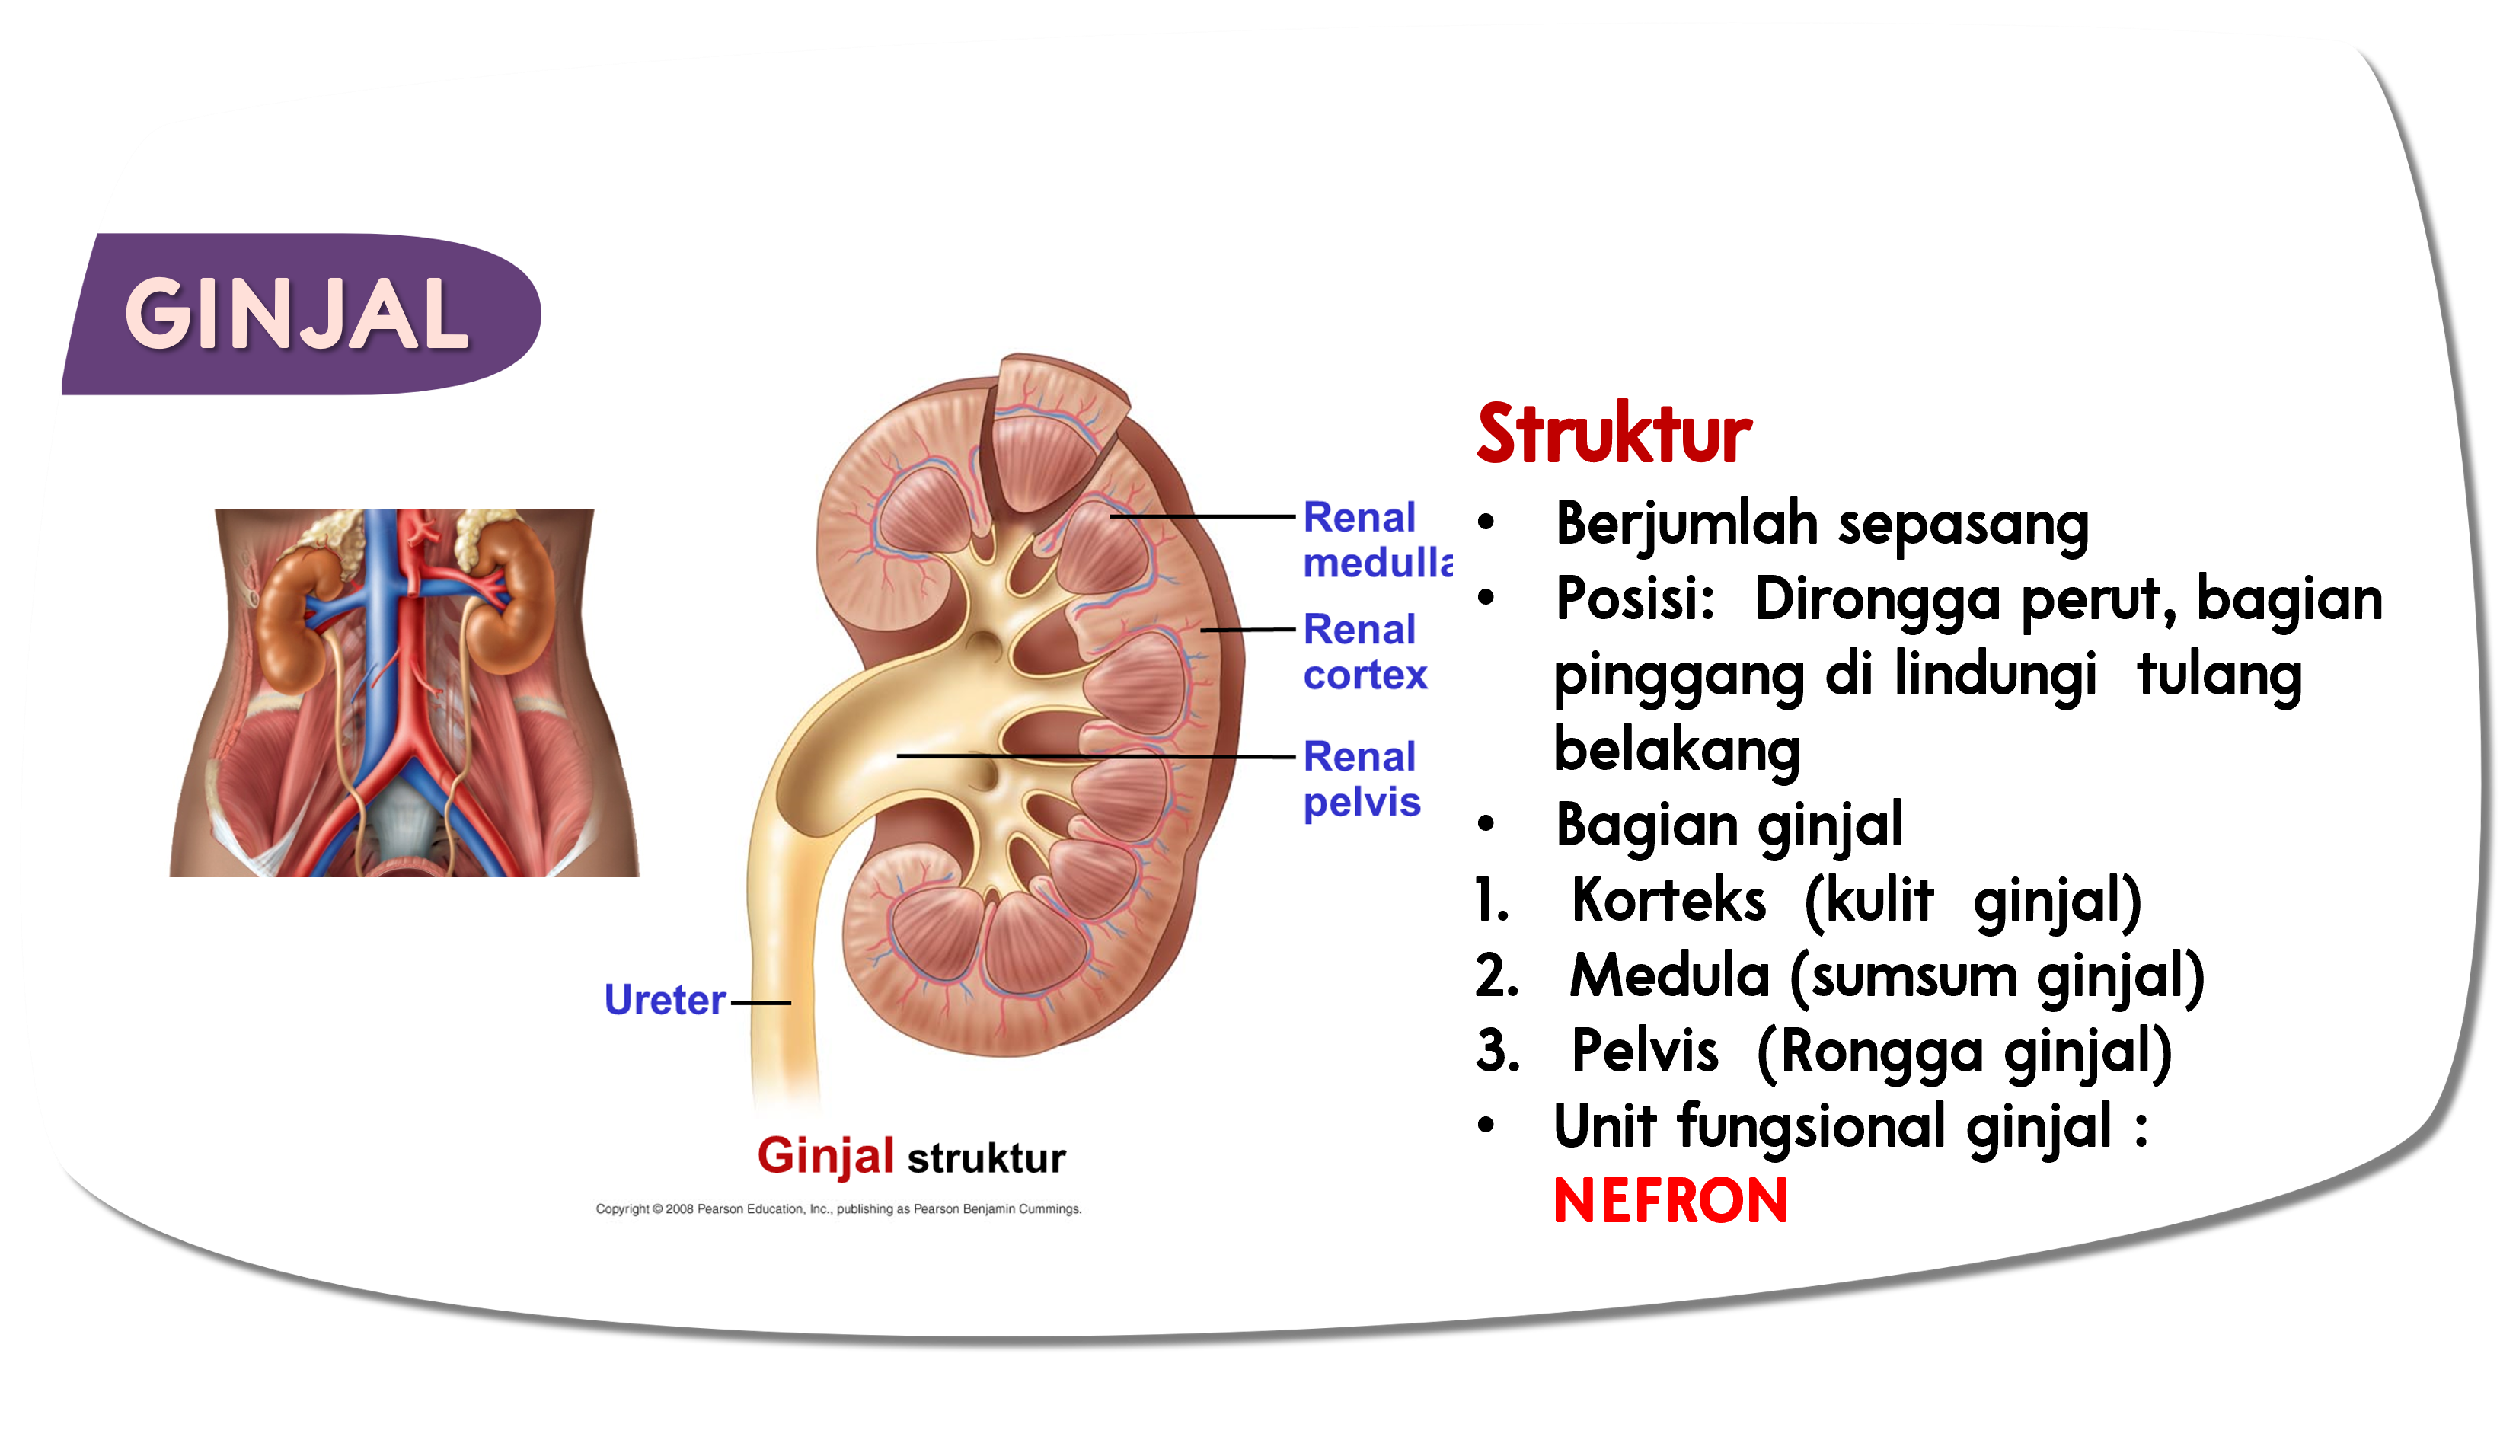 GINJAL
Renal
medulla
Renal
cortex
Renal
pelvis
Ureter
Ginjal struktur
Copyright © 2008 Pearson Education, Inc., publishing as Pearson Benjamin Cummings.
Struktur
• Berjumlah sepasang
• Posisi: Dirongga perut, bagian
pinggang di lindungi tulang
belakang
• Bagian ginjal
1. Korteks (kulit ginjal)
2. Medula (sumsum ginjal)
3. Pelvis (Rongga ginjal)
• Unit fungsional ginjal :
NEFRON